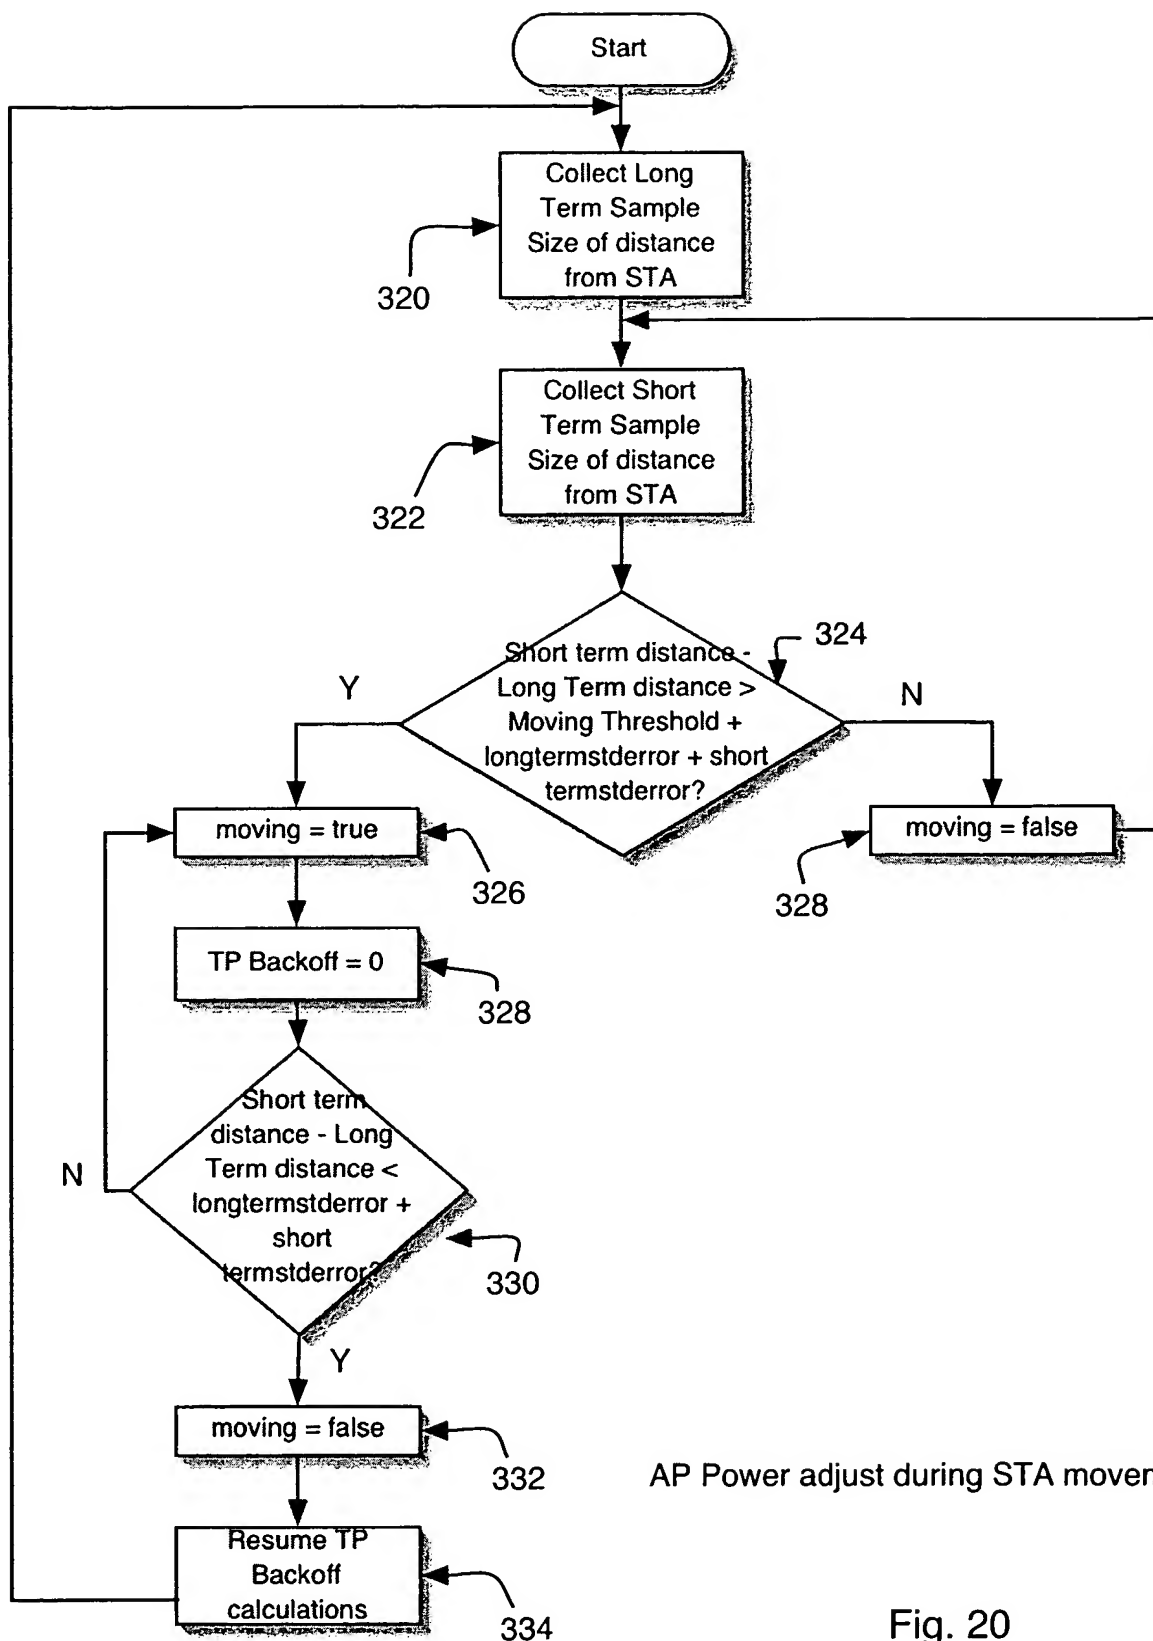 Start
Collect Long
Term Sample
Size of distance
from STA
320
Collect Short
Term Sample
Size of distance
from STA
322
324
Short term distance -
Long Term distance >
Moving Threshold +
longtermstderror + short
termstderror?
Y
N
moving = true
326
moving = false
328
TP Backoff = 0
328
Short term
distance - Long
Term distance <
longtermstderror +
short
termstderror?
N
330
Y
moving = false
332
AP Power adjust during STA
Resume TP
Backoff
calculations
334
Fig. 20